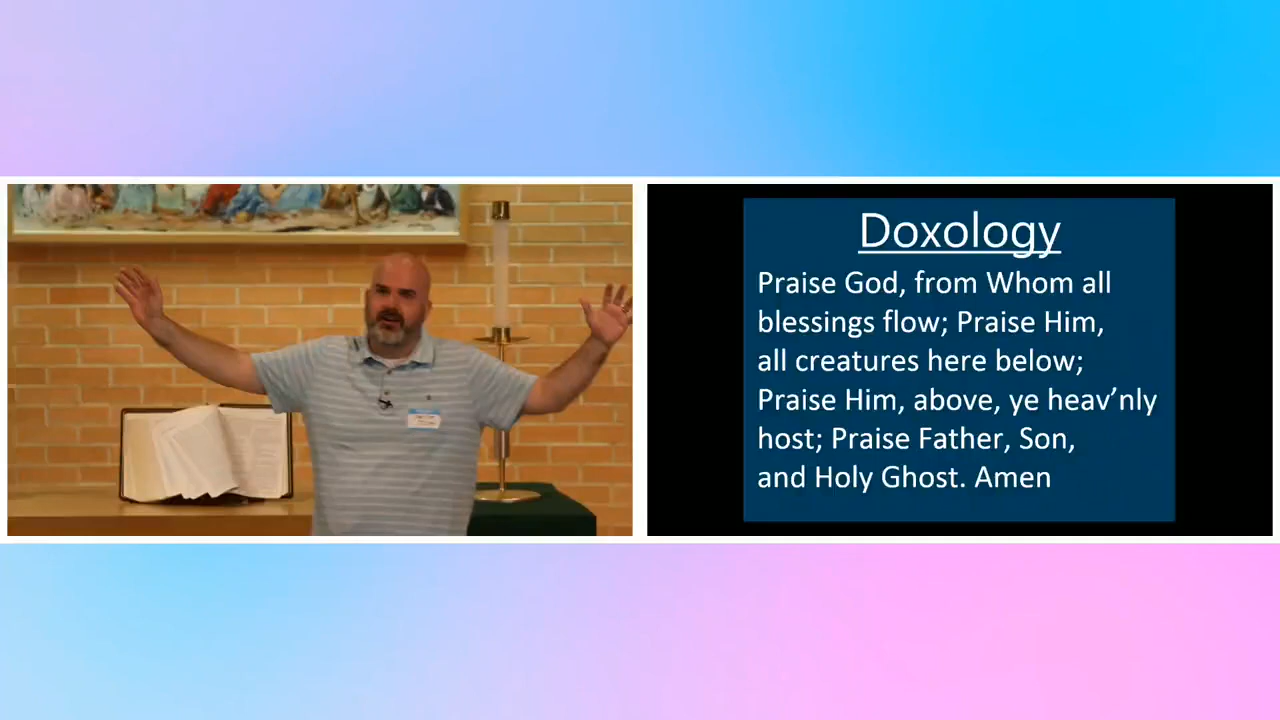 Doxology
Praise God, from Whom all
blessings flow; Praise Him,
all creatures here below;
Praise Him, above, ye heav’nly
host; Praise Father, Son,
and Holy Ghost. Amen